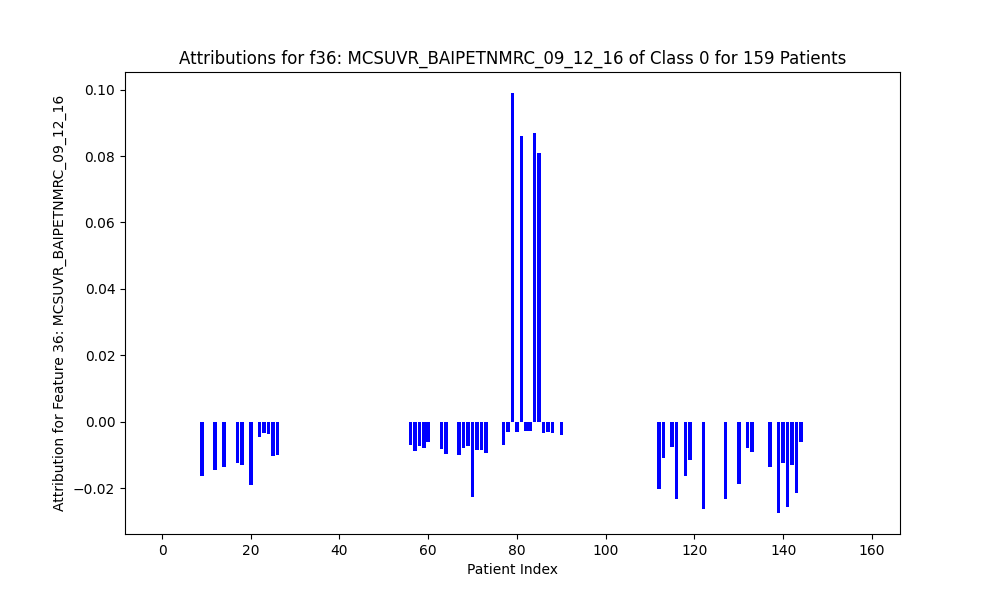 Attributions for f36: MCSUVR_BAIPETNMRC_09_12_16 of Class 0 for 159 Patients
Attribution for Feature 36: MCSUVR_BAIPETNMRC_09_12_16
0.10
0.08
0.06
0.04
0.02
0.00
−0.02
0 20 40 60 80 100 120 140 160
Patient Index